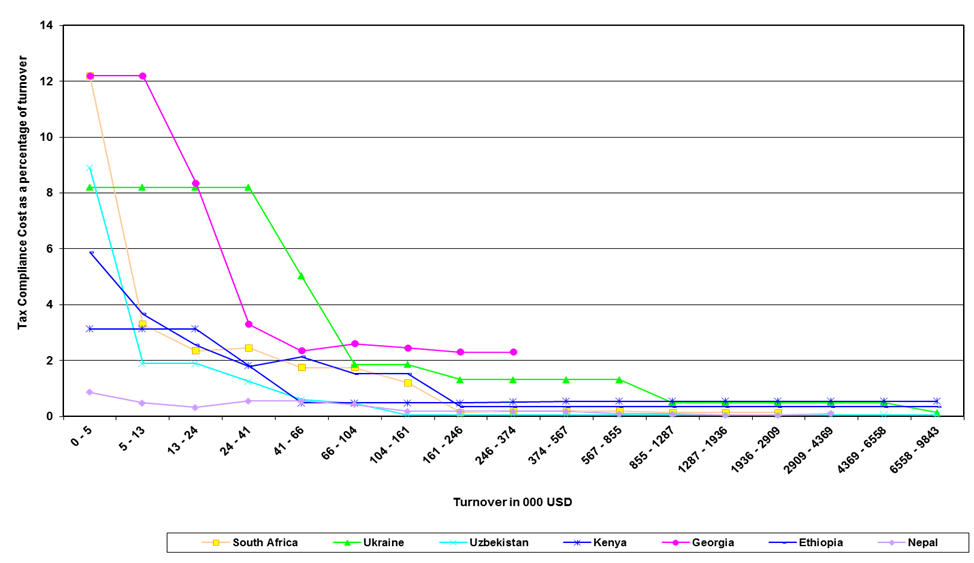 Tax Compliance Cost as a percentage of turnover
14
12
10
8
6
4
2
0
0 - 5
5 - 13
13 - 24
24 - 41
41 - 66
66 - 104
104 - 161
161 - 246
246 - 374
374 - 567
567 - 855
855 - 1287
1287 - 1936
1936 - 2909
2909 - 4369
4369 - 6558
6558 - 9843
Turnover in 000 USD
South Africa Ukraine Uzbekistan Kenya Georgia Ethiopia Nepal